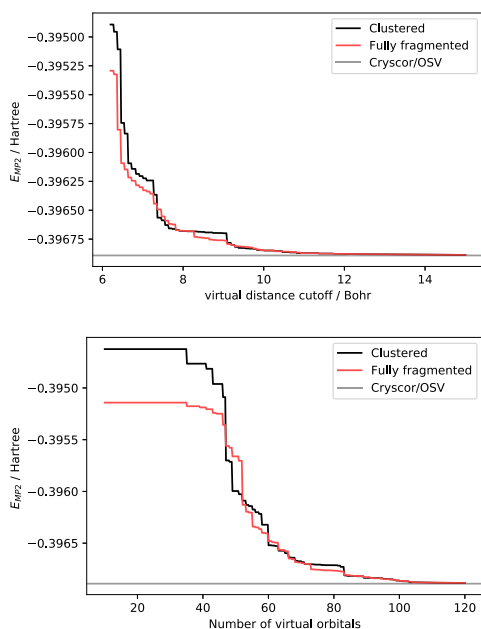 −0.39500
−0.39525
−0.39550
−0.39575
−0.39600
−0.39625
−0.39650
−0.39675
E_MP2 / Hartree
Clustered
Fully fragmented
Cryscor/OSV
6 8 10 12 14
virtual distance cutoff / Bohr
−0.3950
−0.3955
−0.3960
−0.3965
E_MP2 / Hartree
Clustered
Fully fragmented
Cryscor/OSV
20 40 60 80 100 120
Number of virtual orbitals